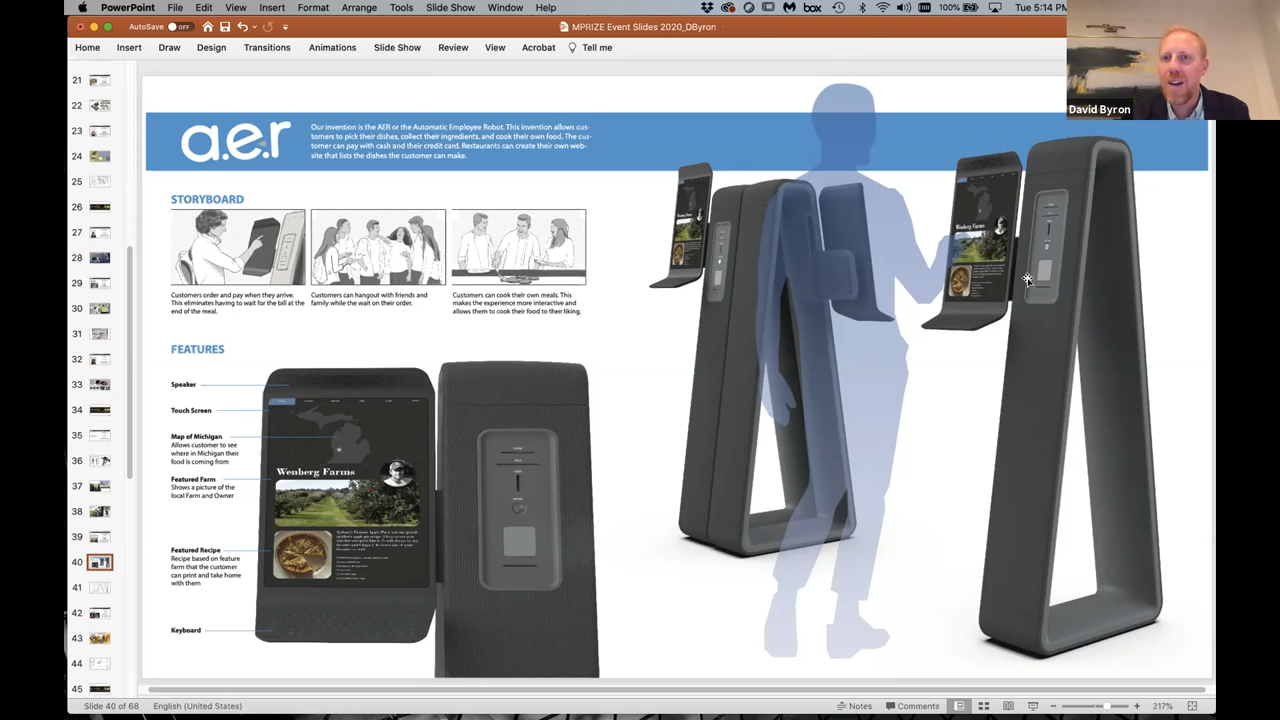 PowerPoint File Edit View Insert Format Arrange Tools Slide Show Window Help
box 100% Tue 5:14 P
AutoSave OFF
MPRIZE Event Slides 2020_DByron
Home Insert Draw Design Transitions Animations Slide Show Review View Acrobat Tell me
David Byron
21
22
23
24
25
26
27
28
29
30
31
32
33
34
35
36
37
38
39
40
41
42
43
44
45
a.e.r
Our invention is the AER or the Automatic Employee Robot. This invention allows cus-
tomers to pick their dishes, collect their ingredients, and cook their own food. The cus-
tomer can pay with cash and their credit card. Restaurants can create their own web-
site that lists the dishes the customer can make.
STORYBOARD
Customers order and pay when they arrive.
This eliminates having to wait for the bill at the
end of the meal.
Customers can hangout with friends and
family while the wait on their order.
Customers can cook their own meals. This
makes the experience more interactive and
allows them to cook their food to their liking.
FEATURES
Speaker
Touch Screen
Map of Michigan
Allows customer to see
where in Michigan their
food is coming from
Featured Farm
Shows a picture of the
local Farm and Owner
Featured Recipe
Recipe based on feature
farm that the customer
can print and take home
with them
Keyboard
Wenberg Farms
Wenberg Farms
Slide 40 of 68 English (United States) Notes Comments 217%